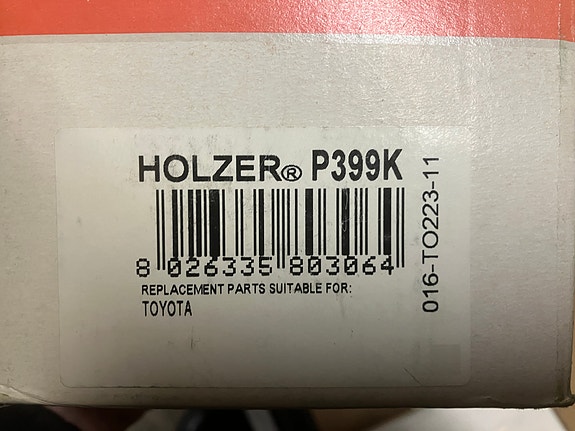 HOLZER® P399K
8 026335 803064
REPLACEMENT PARTS SUITABLE FOR:
TOYOTA
016-TO223-11